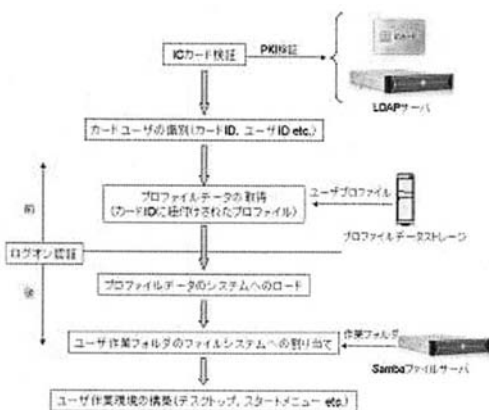 ICカード検証
PKI検証
ICカード
LDAPサーバ
カードユーザの識別(カードID, ユーザID etc.)
前
プロファイルデータの取得
(カードIDに紐付けされたプロファイル)
ユーザプロファイル
プロファイルデータストレージ
ログオン認証
後
プロファイルデータのシステムへのロード
ユーザ作業フォルダのファイルシステムへの割り当て
作業フォルダ
Sambaファイルサーバ
ユーザ作業環境の構築(デスクトップ, スタートメニュー etc.)